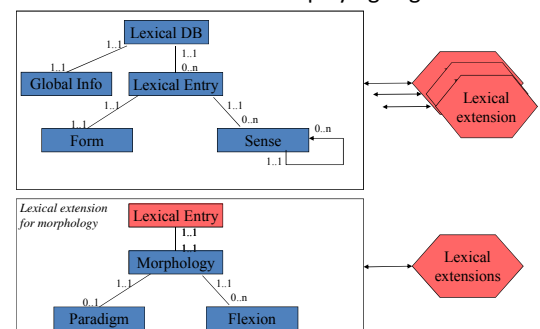 Lexical DB
1..1
1..1
0..n
Global Info
Lexical Entry
1..1
1..1
1..1
0..n
0..n
Form
Sense
1..1
Lexical
extension
Lexical extension
for morphology
Lexical Entry
1..1
1..1
Morphology
1..1
1..1
0..1
0..n
Paradigm
Flexion
Lexical
extensions